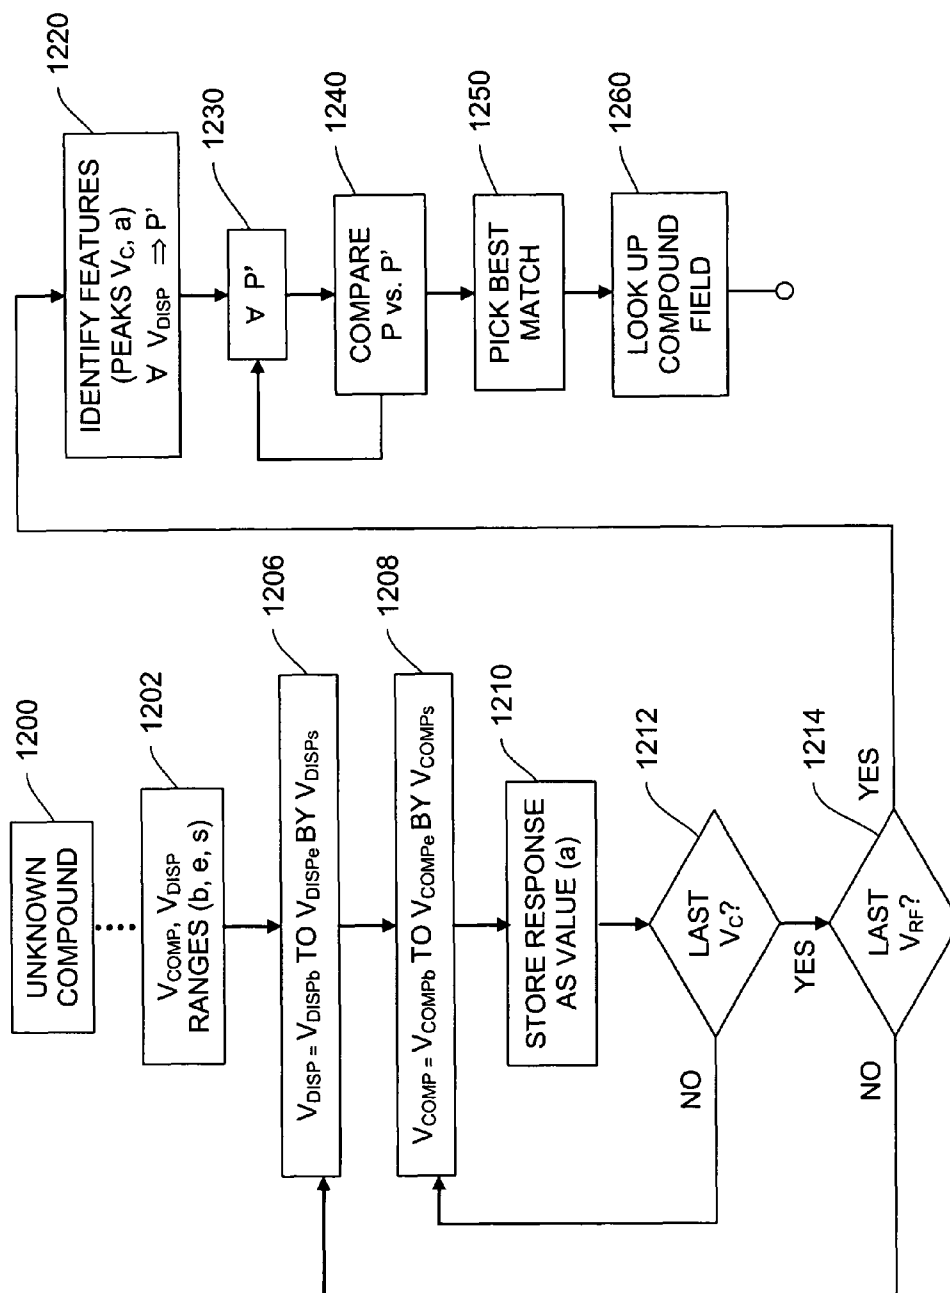 1200
UNKNOWN
COMPOUND
1202
V_COMP, V_DISP
RANGES (b, e, s)
1206
V_DISP = V_DISPb TO V_DISPe BY V_DISPs
1208
V_COMP = V_COMPb TO V_COMPe BY V_COMPs
1210
STORE RESPONSE
AS VALUE (a)
1212
LAST
V_C?
NO
YES
1214
LAST
V_RF?
NO
YES
1220
IDENTIFY FEATURES
(PEAKS V_C, a)
∀ V_DISP ⇒ P'
1230
∀ P'
1240
COMPARE
P vs. P'
1250
PICK BEST
MATCH
1260
LOOK UP
COMPOUND
FIELD